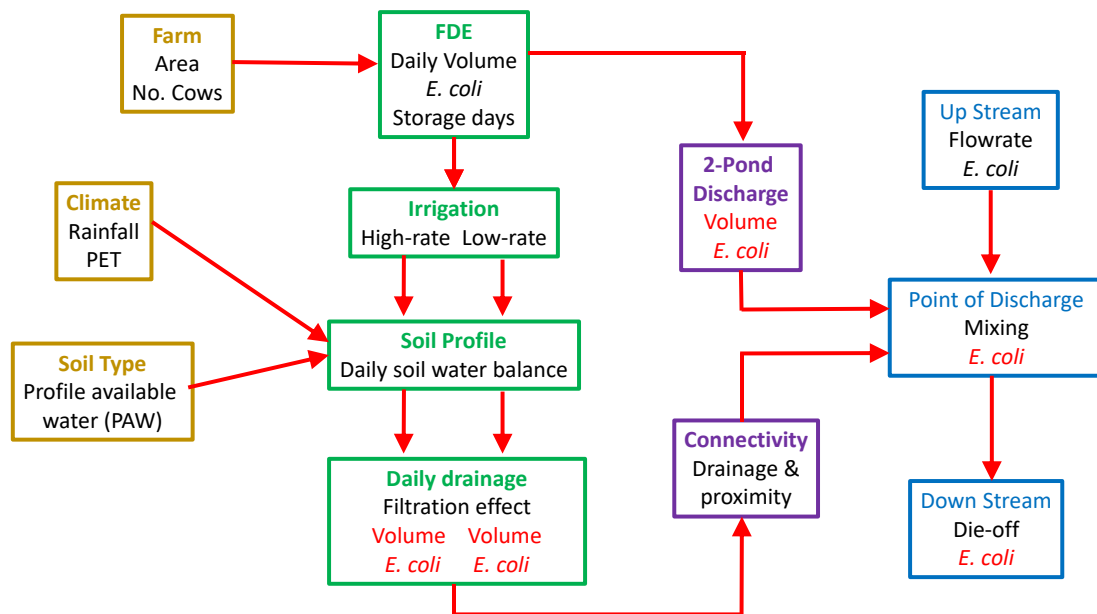 Farm
Area
No. Cows
FDE
Daily Volume
E. coli
Storage days
Climate
Rainfall
PET
Irrigation
High-rate Low-rate
Soil Type
Profile available
water (PAW)
Soil Profile
Daily soil water balance
Daily drainage
Filtration effect
Volume Volume
E. coli E. coli
2-Pond
Discharge
Volume
E. coli
Connectivity
Drainage &
proximity
Up Stream
Flowrate
E. coli
Point of Discharge
Mixing
E. coli
Down Stream
Die-off
E. coli